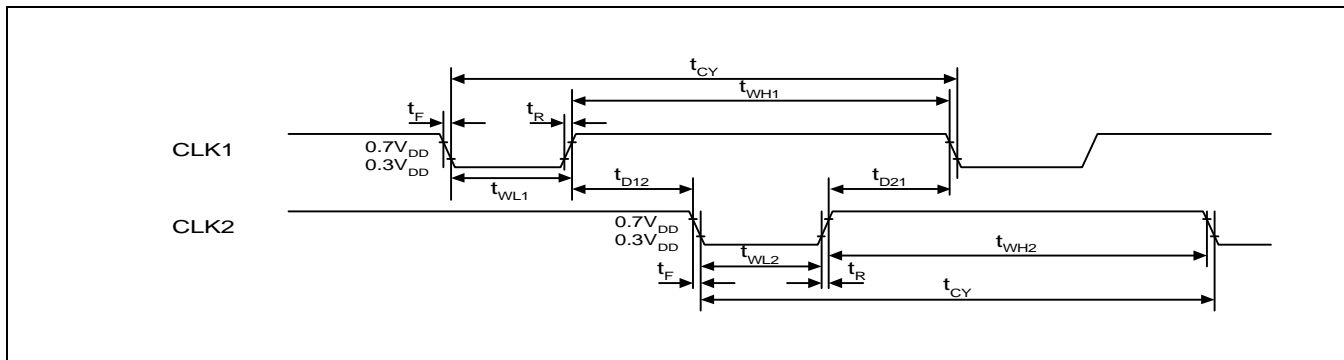 tCY
tWH1
tF
tR
CLK1
0.7VDD
0.3VDD
tWL1
tD12
tD21
CLK2
0.7VDD
0.3VDD
tWL2
tWH2
tF
tR
tCY